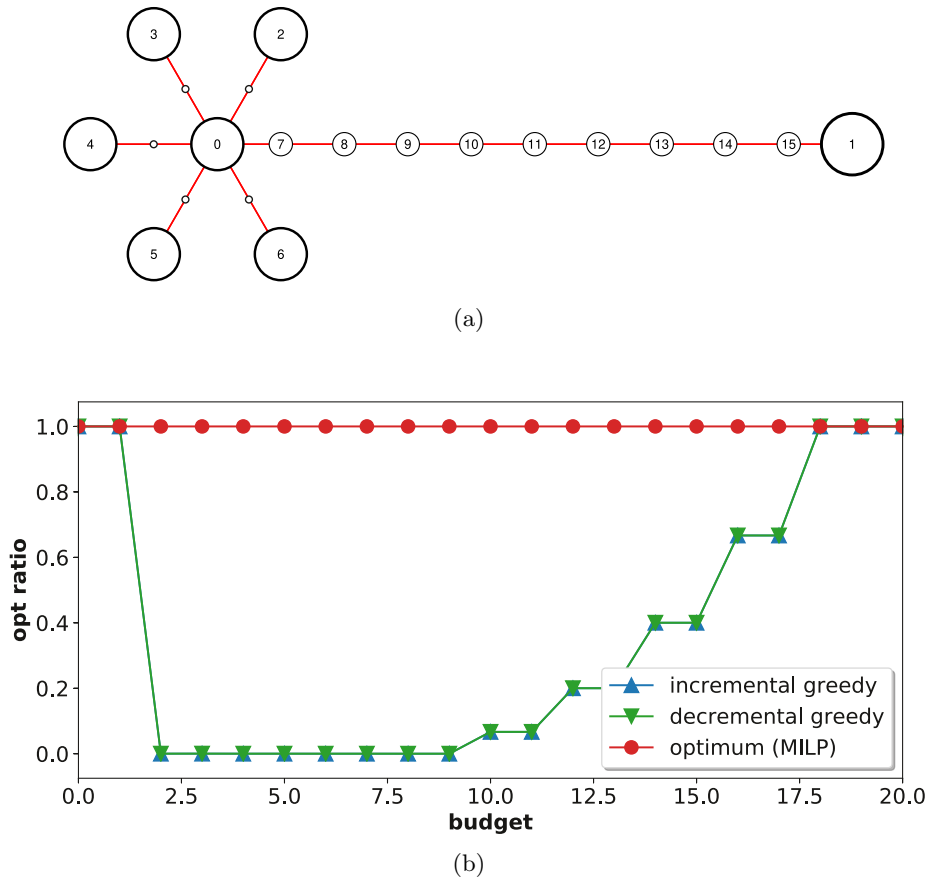 3 2
4 0 7 8 9 10 11 12 13 14 15 1
5 6
(a)
1.0
0.8
0.6
0.4
0.2
0.0
opt ratio
incremental greedy
decremental greedy
optimum (MILP)
0.0 2.5 5.0 7.5 10.0 12.5 15.0 17.5 20.0
budget
(b)